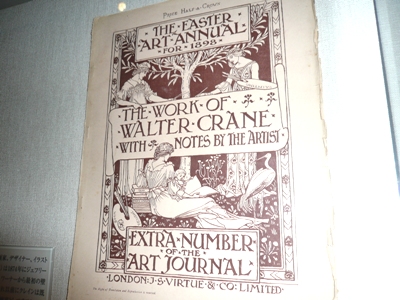 PRICE HALF-A-CROWN
THE EASTER
ART·ANNUAL
·FOR·1898·
·THE·WORK·OF·
WALTER·CRANE
·WITH·NOTES BY THE·ARTIST·
EXTRA·NUMBER
·OF·THE·
ART JOURNAL
LONDON: J·S·VIRTUE·&·CO: LIMITED·